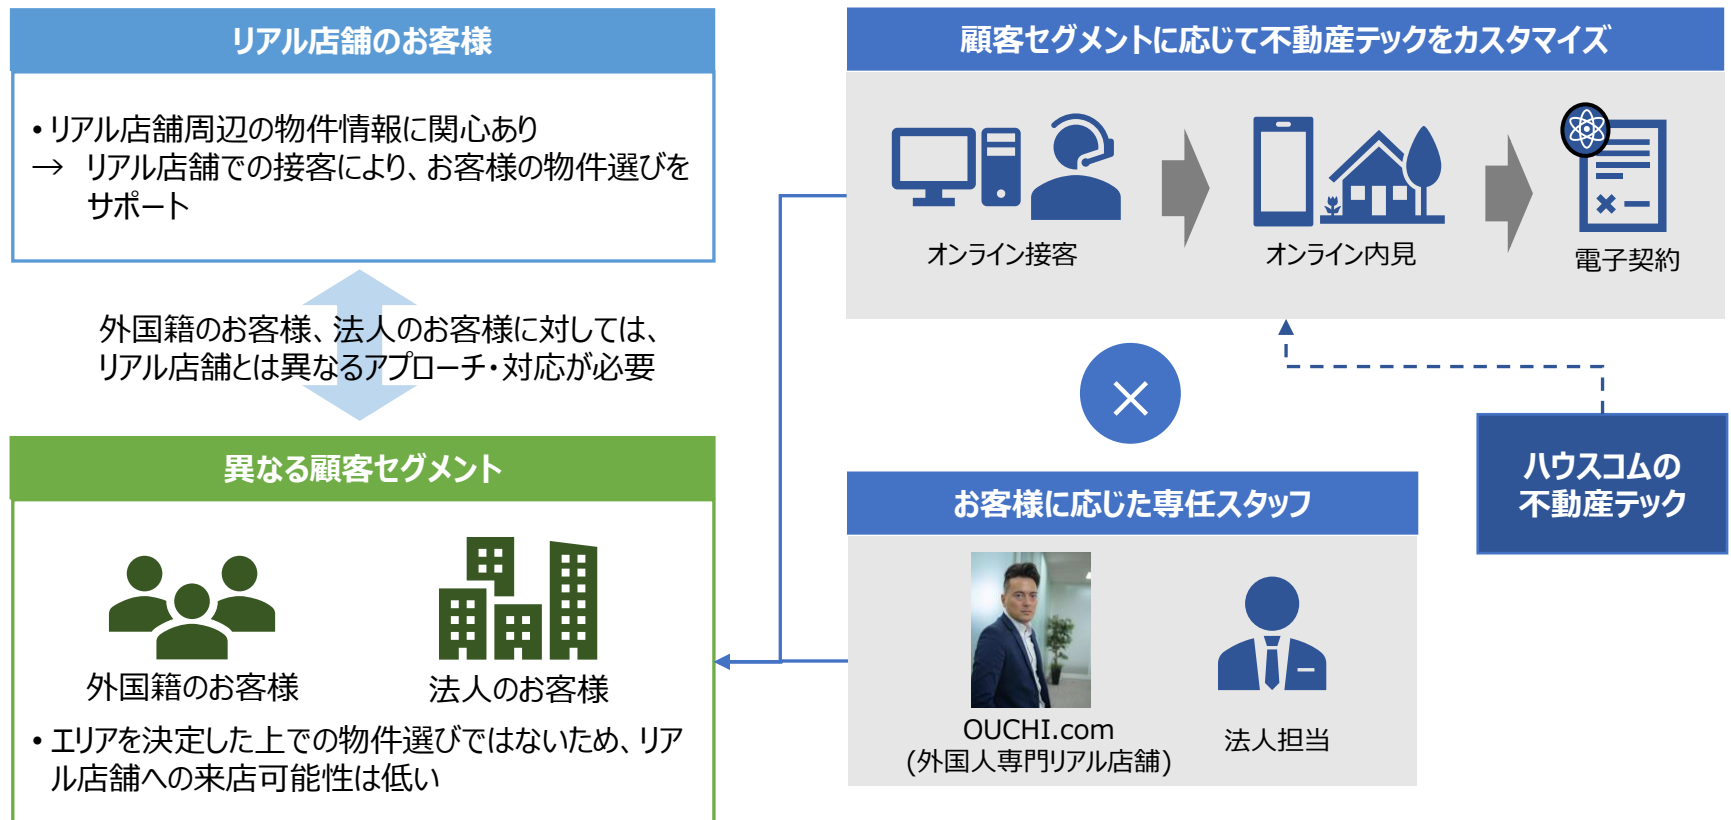 リアル店舗のお客様
• リアル店舗周辺の物件情報に関心あり
→ リアル店舗での接客により、お客様の物件選びを
サポート
外国籍のお客様、法人のお客様に対しては、
リアル店舗とは異なるアプローチ・対応が必要
異なる顧客セグメント
外国籍のお客様
法人のお客様
• エリアを決定した上での物件選びではないため、リア
ル店舗への来店可能性は低い
顧客セグメントに応じて不動産テックをカスタマイズ
オンライン接客
オンライン内見
電子契約
×
ハウスコムの
不動産テック
お客様に応じた専任スタッフ
OUCHI.com
(外国人専門リアル店舗)
法人担当